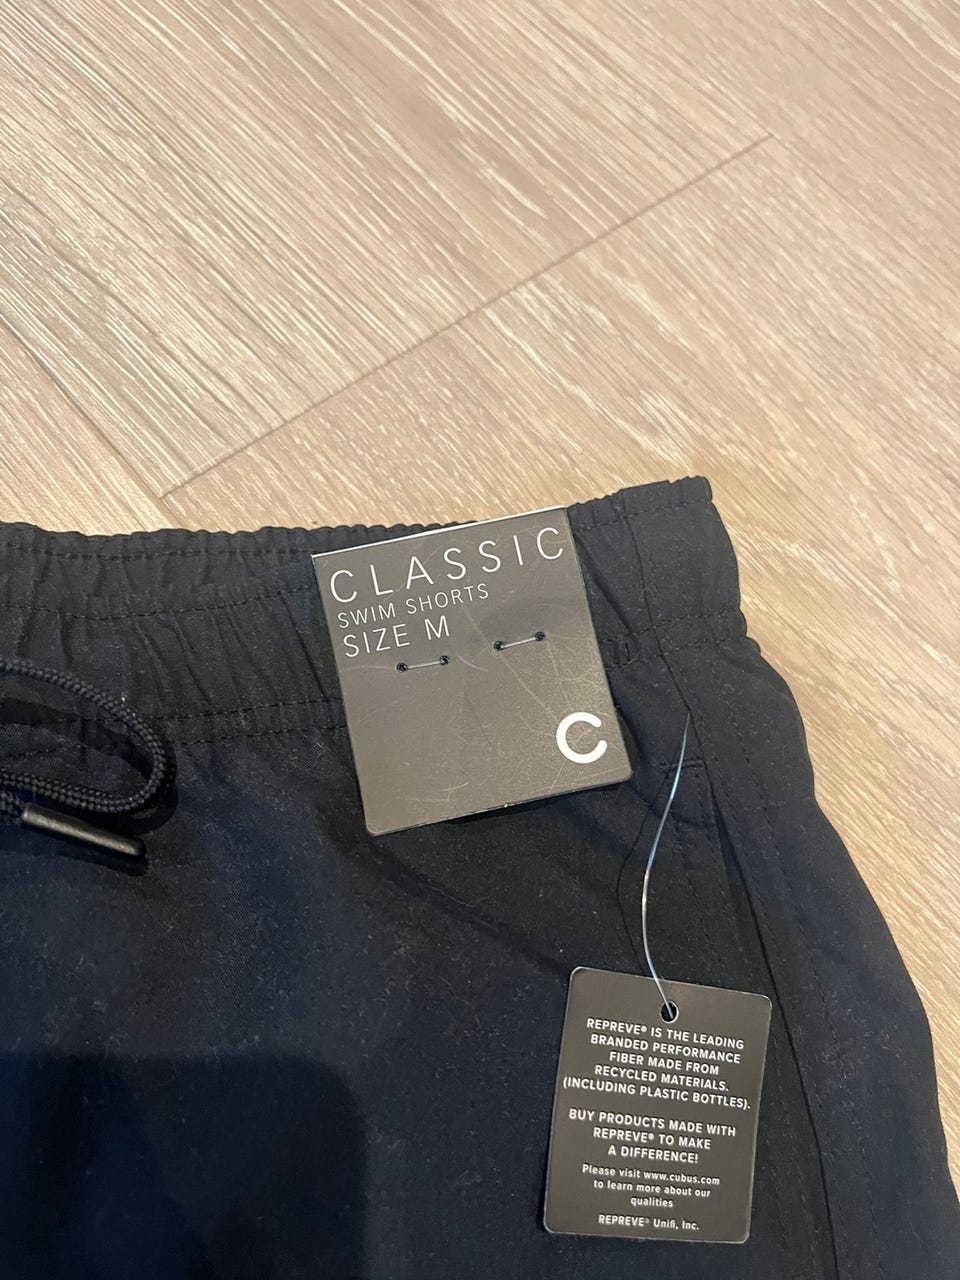 CLASSIC
SWIM SHORTS
SIZE M
C
REPREVE® IS THE LEADING
BRANDED PERFORMANCE
FIBER MADE FROM
RECYCLED MATERIALS.
(INCLUDING PLASTIC BOTTLES).
BUY PRODUCTS MADE WITH
REPREVE® TO MAKE
A DIFFERENCE!
Please visit www.cubus.com
to learn more about our
qualities
REPREVE® Unifi, Inc.